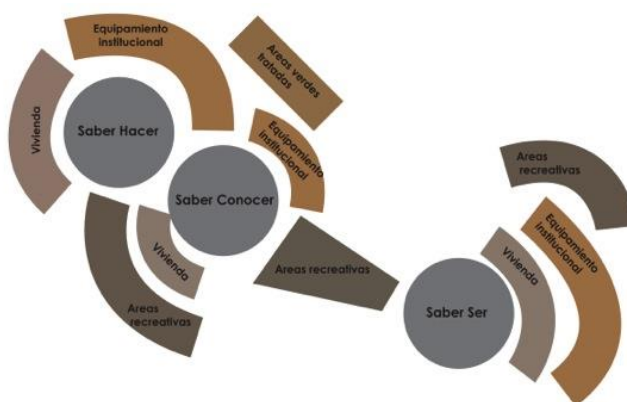 Equipamiento
institucional
Areas verdes
tratadas
Vivienda
Saber Hacer
Equipamiento
institucional
Saber Conocer
Vivienda
Areas
recreativas
Areas recreativas
Areas
recreativas
Equipamiento
institucional
Vivienda
Saber Ser